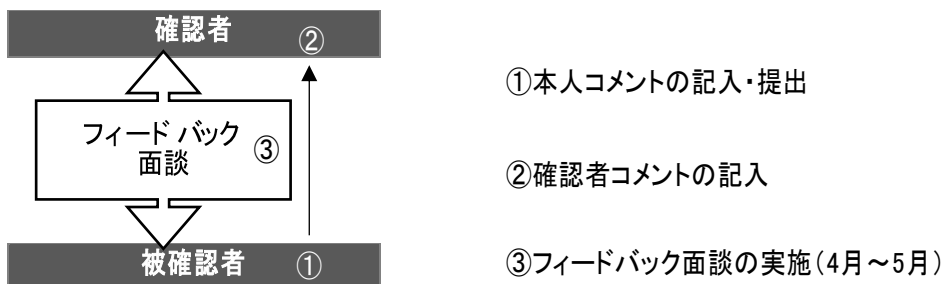 確認者 ②
①本人コメントの記入・提出
フィード バック
面談 ③
②確認者コメントの記入
被確認者 ①
③フィードバック面談の実施(4月～5月)